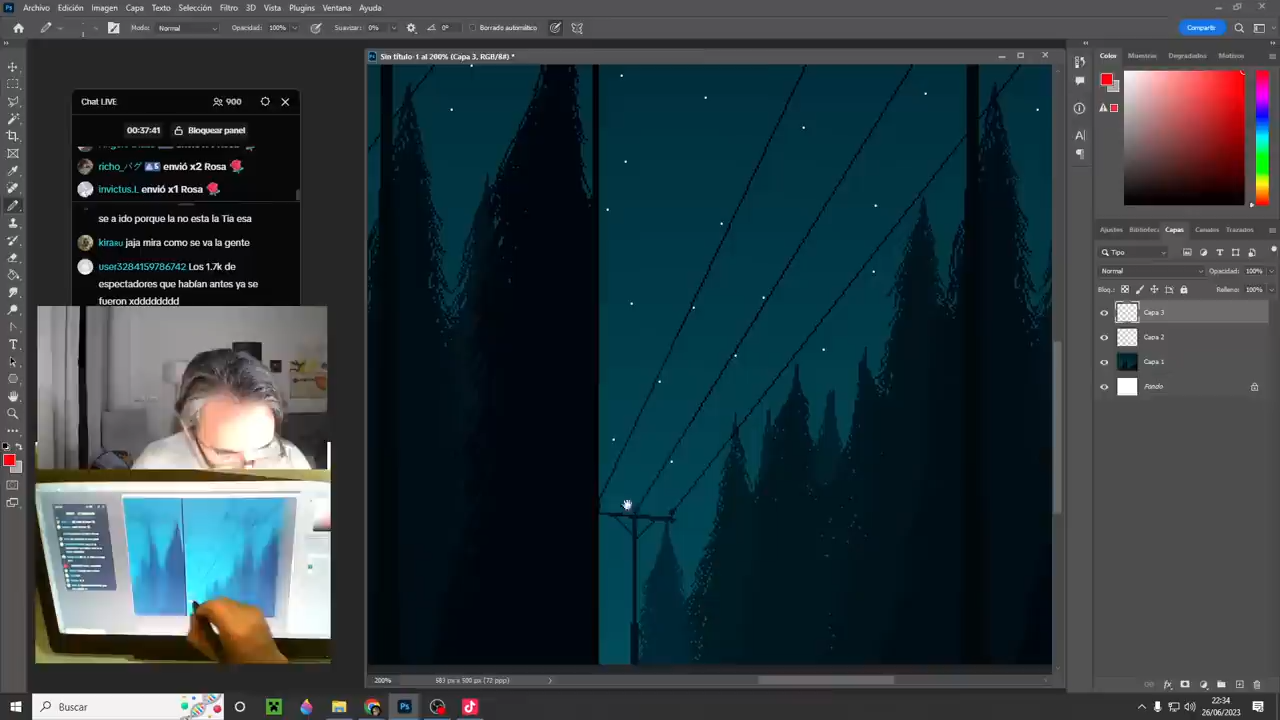 Archivo Edición Imagen Capa Texto Selección Filtro 3D Vista Plugins Ventana Ayuda
Modo: Normal Opacidad: 100% Suavizar: 0% 0° Borrado automático Compartir
Sin título-1 al 200% (Capa 3, RGB/8#) *
Chat LIVE 900
00:37:41 Bloquear panel
richo_バグ 5 envió x2 Rosa
invictus.L envió x1 Rosa
se a ido porque la no esta la Tia esa
kiraru jaja mira como se va la gente
user3284159786742 Los 1.7k de
espectadores que habían antes ya se
fueron xdddddddd
Color Muestras Degradados Motivos
Ajustes Bibliotecas Capas Canales Trazados
Tipo
Normal Opacidad: 100%
Bloq.: Relleno: 100%
Capa 3
Capa 2
Capa 1
Fondo
200% 583 px x 500 px (72 ppp)
Buscar
22:34
26/06/2023